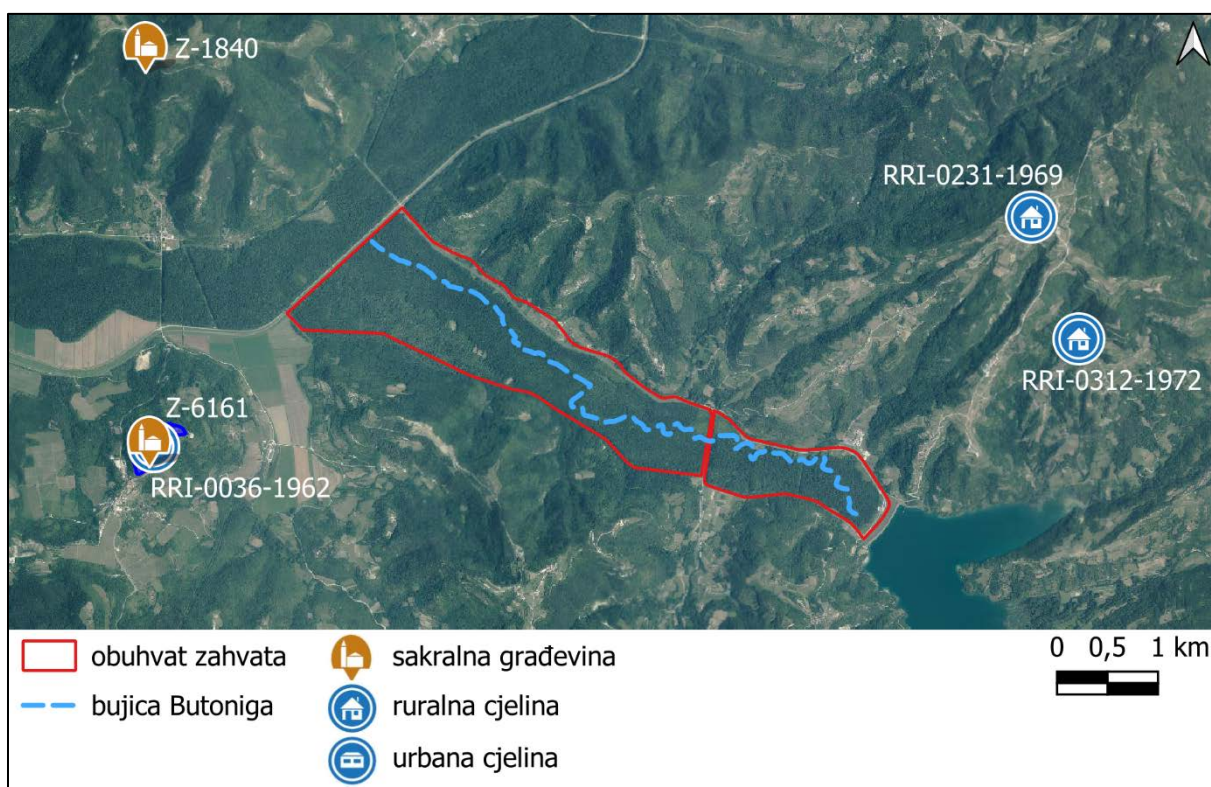 Z-1840
RRI-0231-1969
RRI-0312-1972
Z-6161
RRI-0036-1962
obuhvat zahvata
bujica Butoniga
sakralna građevina
ruralna cjelina
urbana cjelina
0 0,5 1 km